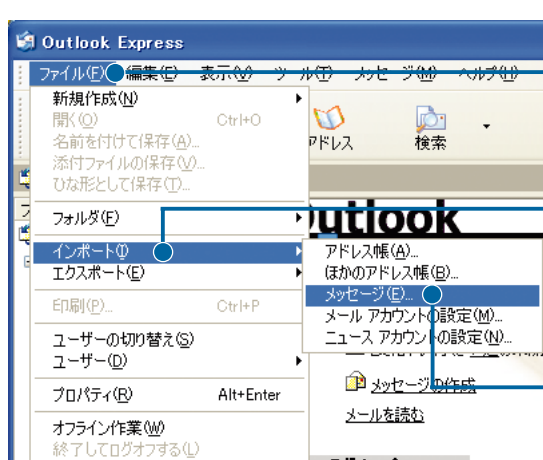 Outlook Express
ファイル(F) 編集(E) 表示(V) ツール(T) メッセージ(M) ヘルプ(H)
新規作成(N)
開く(O) Ctrl+O
名前を付けて保存(A)...
添付ファイルの保存(V)...
ひな形として保存(T)...
フォルダ(F)
インポート(I)
エクスポート(E)
印刷(P)... Ctrl+P
ユーザーの切り替え(S)
ユーザー(D)
プロパティ(R) Alt+Enter
オフライン作業(W)
終了してログオフする(L)
アドレス
検索
Outlook
アドレス帳(A)...
ほかのアドレス帳(B)...
メッセージ(E)...
メール アカウントの設定(M)...
ニュース アカウントの設定(N)...
メッセージの作成
メールを読む